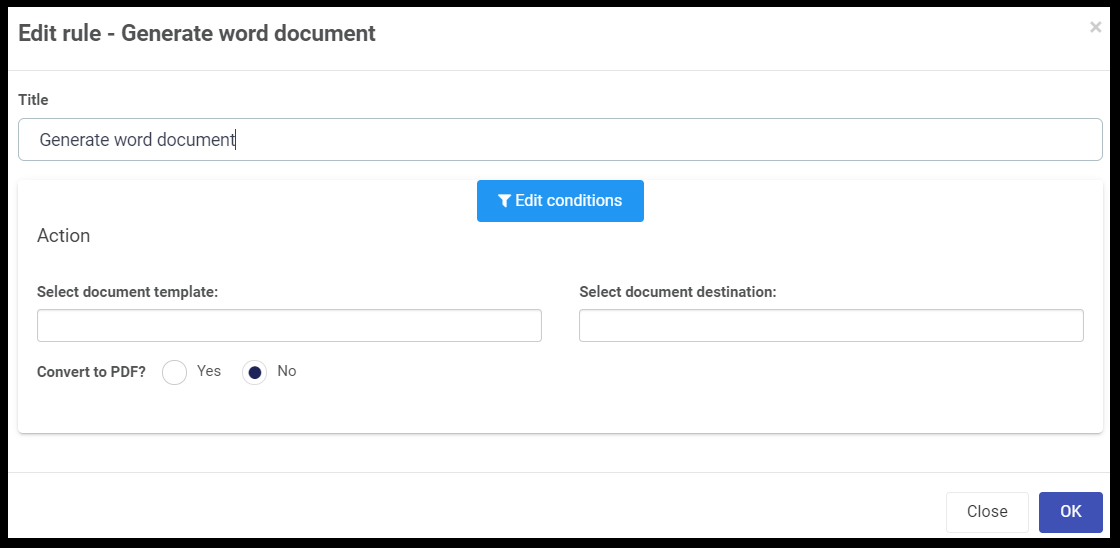 Edit rule - Generate word document
×
Title
Generate word document
Edit conditions
Action
Select document template:
Select document destination:
Convert to PDF? Yes No
Close OK